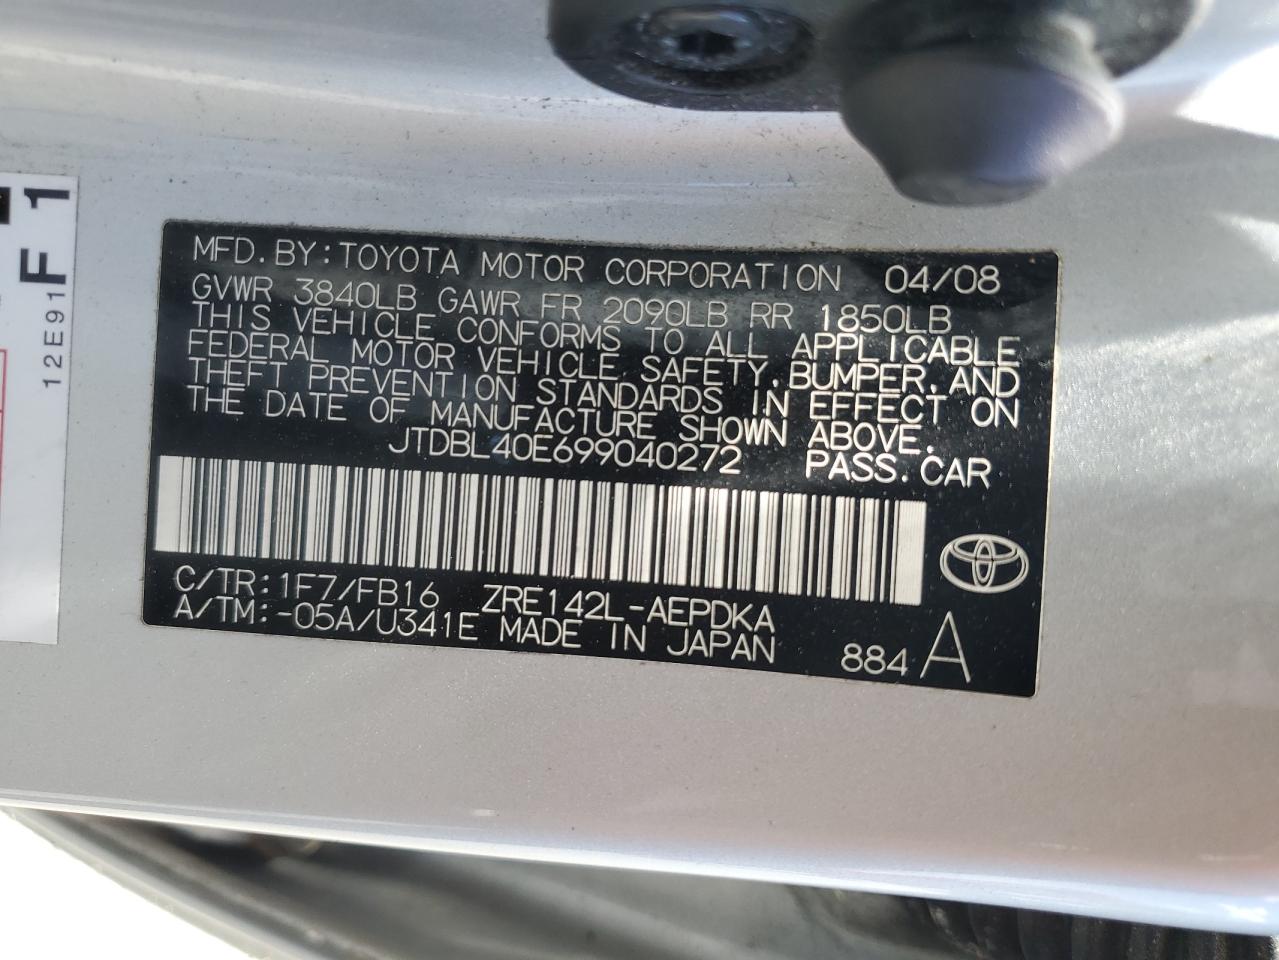 MFD. BY: TOYOTA MOTOR CORPORATION 04/08
GVWR 3840LB GAWR FR 2090LB RR 1850LB
THIS VEHICLE CONFORMS TO ALL APPLICABLE
FEDERAL MOTOR VEHICLE SAFETY, BUMPER, AND
THEFT PREVENTION STANDARDS IN EFFECT ON
THE DATE OF MANUFACTURE SHOWN ABOVE.
JTDBL40E699040272 PASS. CAR
C/TR: 1F7/FB16 ZRE142L-AEPDKA
A/TM: -05A/U341E MADE IN JAPAN
884 A
F 1
12E91